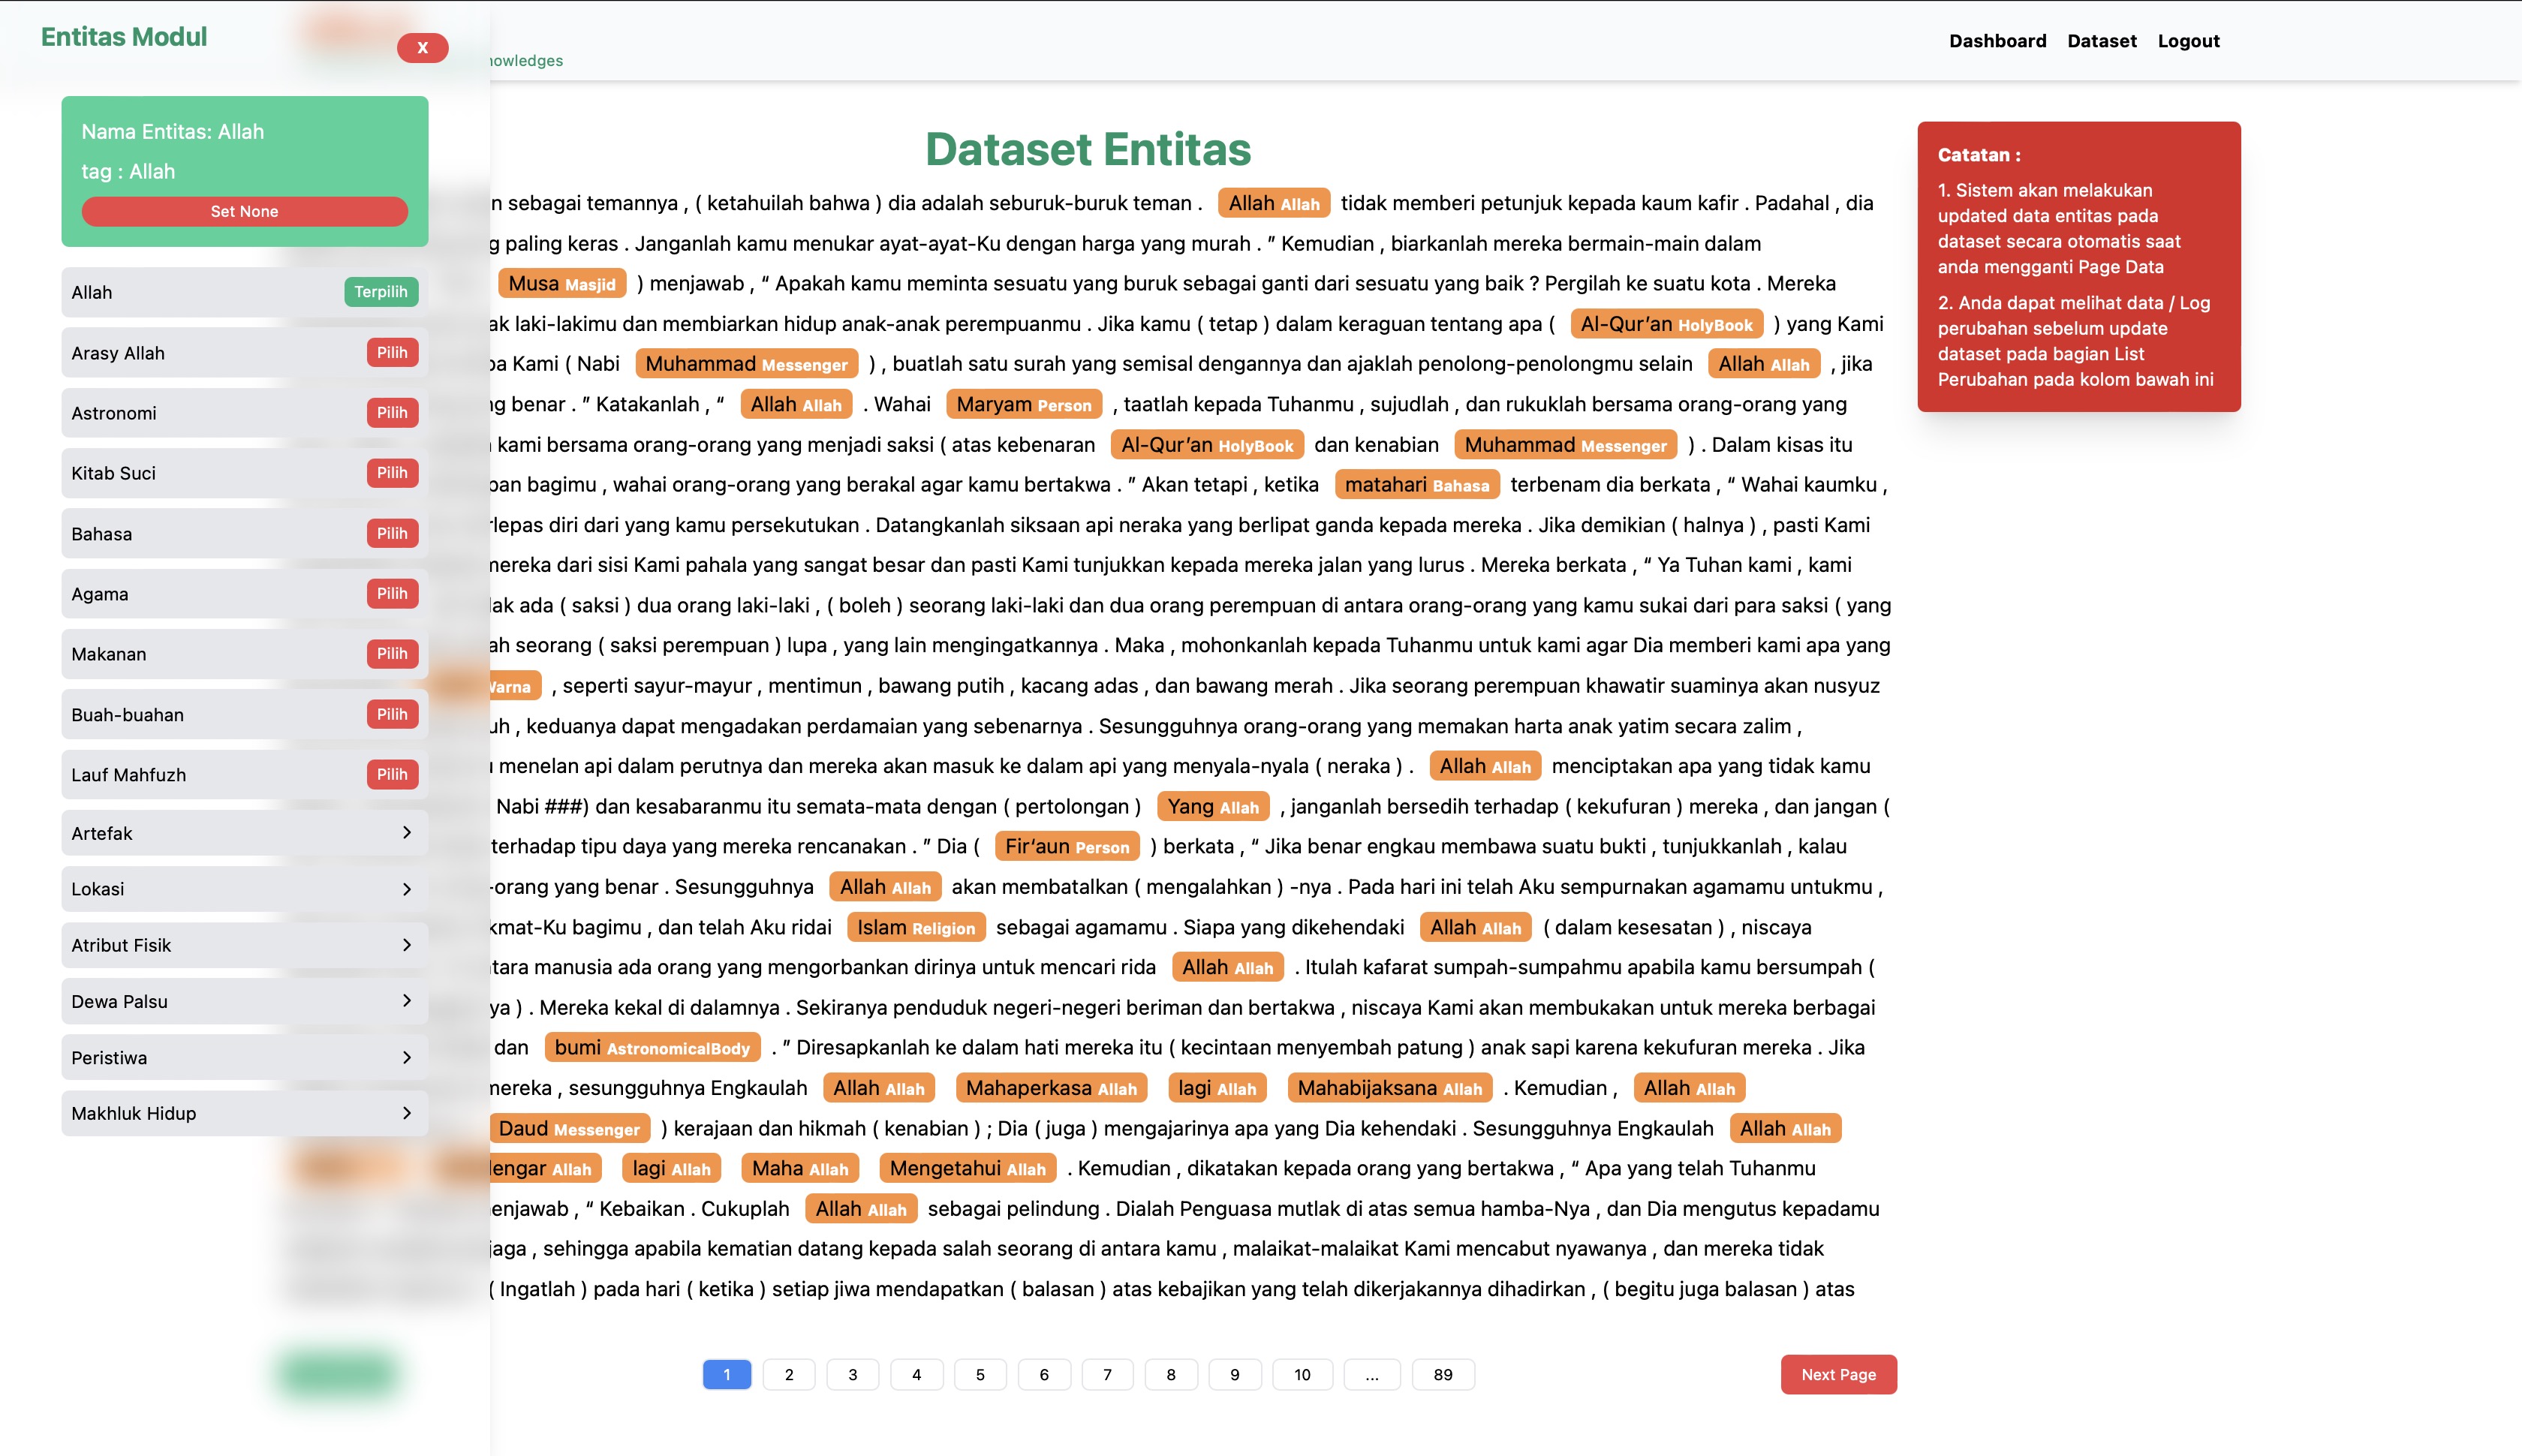 Entitas Modul
X
Nama Entitas: Allah
tag : Allah
Set None
Allah Terpilih
Arasy Allah Pilih
Astronomi Pilih
Kitab Suci Pilih
Bahasa Pilih
Agama Pilih
Makanan Pilih
Buah-buahan Pilih
Lauf Mahfuzh Pilih
Artefak
Lokasi
Atribut Fisik
Dewa Palsu
Peristiwa
Makhluk Hidup
Dashboard Dataset Logout
Dataset Entitas
sebagai temannya , ( ketahuilah bahwa ) dia adalah seburuk-buruk teman . Allah Allah tidak memberi petunjuk kepada kaum kafir . Padahal , dia
paling keras . Janganlah kamu menukar ayat-ayat-Ku dengan harga yang murah . ” Kemudian , biarkanlah mereka bermain-main dalam
Musa Masjid ) menjawab , “ Apakah kamu meminta sesuatu yang buruk sebagai ganti dari sesuatu yang baik ? Pergilah ke suatu kota . Mereka
laki-lakimu dan membiarkan hidup anak-anak perempuanmu . Jika kamu ( tetap ) dalam keraguan tentang apa ( Al-Qur’an HolyBook ) yang Kami
Kami ( Nabi Muhammad Messenger ) , buatlah satu surah yang semisal dengannya dan ajaklah penolong-penolongmu selain Allah Allah , jika
benar . ” Katakanlah , “ Allah Allah . Wahai Maryam Person , taatlah kepada Tuhanmu , sujudlah , dan rukuklah bersama orang-orang yang
kami bersama orang-orang yang menjadi saksi ( atas kebenaran Al-Qur’an HolyBook dan kenabian Muhammad Messenger ) . Dalam kisas itu
bagimu , wahai orang-orang yang berakal agar kamu bertakwa . ” Akan tetapi , ketika matahari Bahasa terbenam dia berkata , “ Wahai kaumku ,
diri dari yang kamu persekutukan . Datangkanlah siksaan api neraka yang berlipat ganda kepada mereka . Jika demikian ( halnya ) , pasti Kami
mereka dari sisi Kami pahala yang sangat besar dan pasti Kami tunjukkan kepada mereka jalan yang lurus . Mereka berkata , “ Ya Tuhan kami , kami
ada ( saksi ) dua orang laki-laki , ( boleh ) seorang laki-laki dan dua orang perempuan di antara orang-orang yang kamu sukai dari para saksi ( yang
seorang ( saksi perempuan ) lupa , yang lain mengingatkannya . Maka , mohonkanlah kepada Tuhanmu untuk kami agar Dia memberi kami apa yang
Warna , seperti sayur-mayur , mentimun , bawang putih , kacang adas , dan bawang merah . Jika seorang perempuan khawatir suaminya akan nusyuz
, keduanya dapat mengadakan perdamaian yang sebenarnya . Sesungguhnya orang-orang yang memakan harta anak yatim secara zalim ,
menelan api dalam perutnya dan mereka akan masuk ke dalam api yang menyala-nyala ( neraka ) . Allah Allah menciptakan apa yang tidak kamu
Nabi ###) dan kesabaranmu itu semata-mata dengan ( pertolongan ) Yang Allah , janganlah bersedih terhadap ( kekufuran ) mereka , dan jangan (
terhadap tipu daya yang mereka rencanakan . ” Dia ( Fir‘aun Person ) berkata , “ Jika benar engkau membawa suatu bukti , tunjukkanlah , kalau
-orang yang benar . Sesungguhnya Allah Allah akan membatalkan ( mengalahkan ) -nya . Pada hari ini telah Aku sempurnakan agamamu untukmu ,
bagimu , dan telah Aku ridai Islam Religion sebagai agamamu . Siapa yang dikehendaki Allah Allah ( dalam kesesatan ) , niscaya
manusia ada orang yang mengorbankan dirinya untuk mencari rida Allah Allah . Itulah kafarat sumpah-sumpahmu apabila kamu bersumpah (
ya ) . Mereka kekal di dalamnya . Sekiranya penduduk negeri-negeri beriman dan bertakwa , niscaya Kami akan membukakan untuk mereka berbagai
dan bumi AstronomicalBody . ” Diresapkanlah ke dalam hati mereka itu ( kecintaan menyembah patung ) anak sapi karena kekufuran mereka . Jika
mereka , sesungguhnya Engkaulah Allah Allah Mahaperkasa Allah lagi Allah Mahabijaksana Allah . Kemudian , Allah Allah
Daud Messenger ) kerajaan dan hikmah ( kenabian ) ; Dia ( juga ) mengajarinya apa yang Dia kehendaki . Sesungguhnya Engkaulah Allah Allah
Allah lagi Allah Maha Allah Mengetahui Allah . Kemudian , dikatakan kepada orang yang bertakwa , “ Apa yang telah Tuhanmu
, “ Kebaikan . Cukuplah Allah Allah sebagai pelindung . Dialah Penguasa mutlak di atas semua hamba-Nya , dan Dia mengutus kepadamu
, sehingga apabila kematian datang kepada salah seorang di antara kamu , malaikat-malaikat Kami mencabut nyawanya , dan mereka tidak
( Ingatlah ) pada hari ( ketika ) setiap jiwa mendapatkan ( balasan ) atas kebajikan yang telah dikerjakannya dihadirkan , ( begitu juga balasan ) atas
1 2 3 4 5 6 7 8 9 10 ... 89
Next Page
Catatan :
1. Sistem akan melakukan
updated data entitas pada
dataset secara otomatis saat
anda mengganti Page Data
2. Anda dapat melihat data / Log
perubahan sebelum update
dataset pada bagian List
Perubahan pada kolom bawah ini